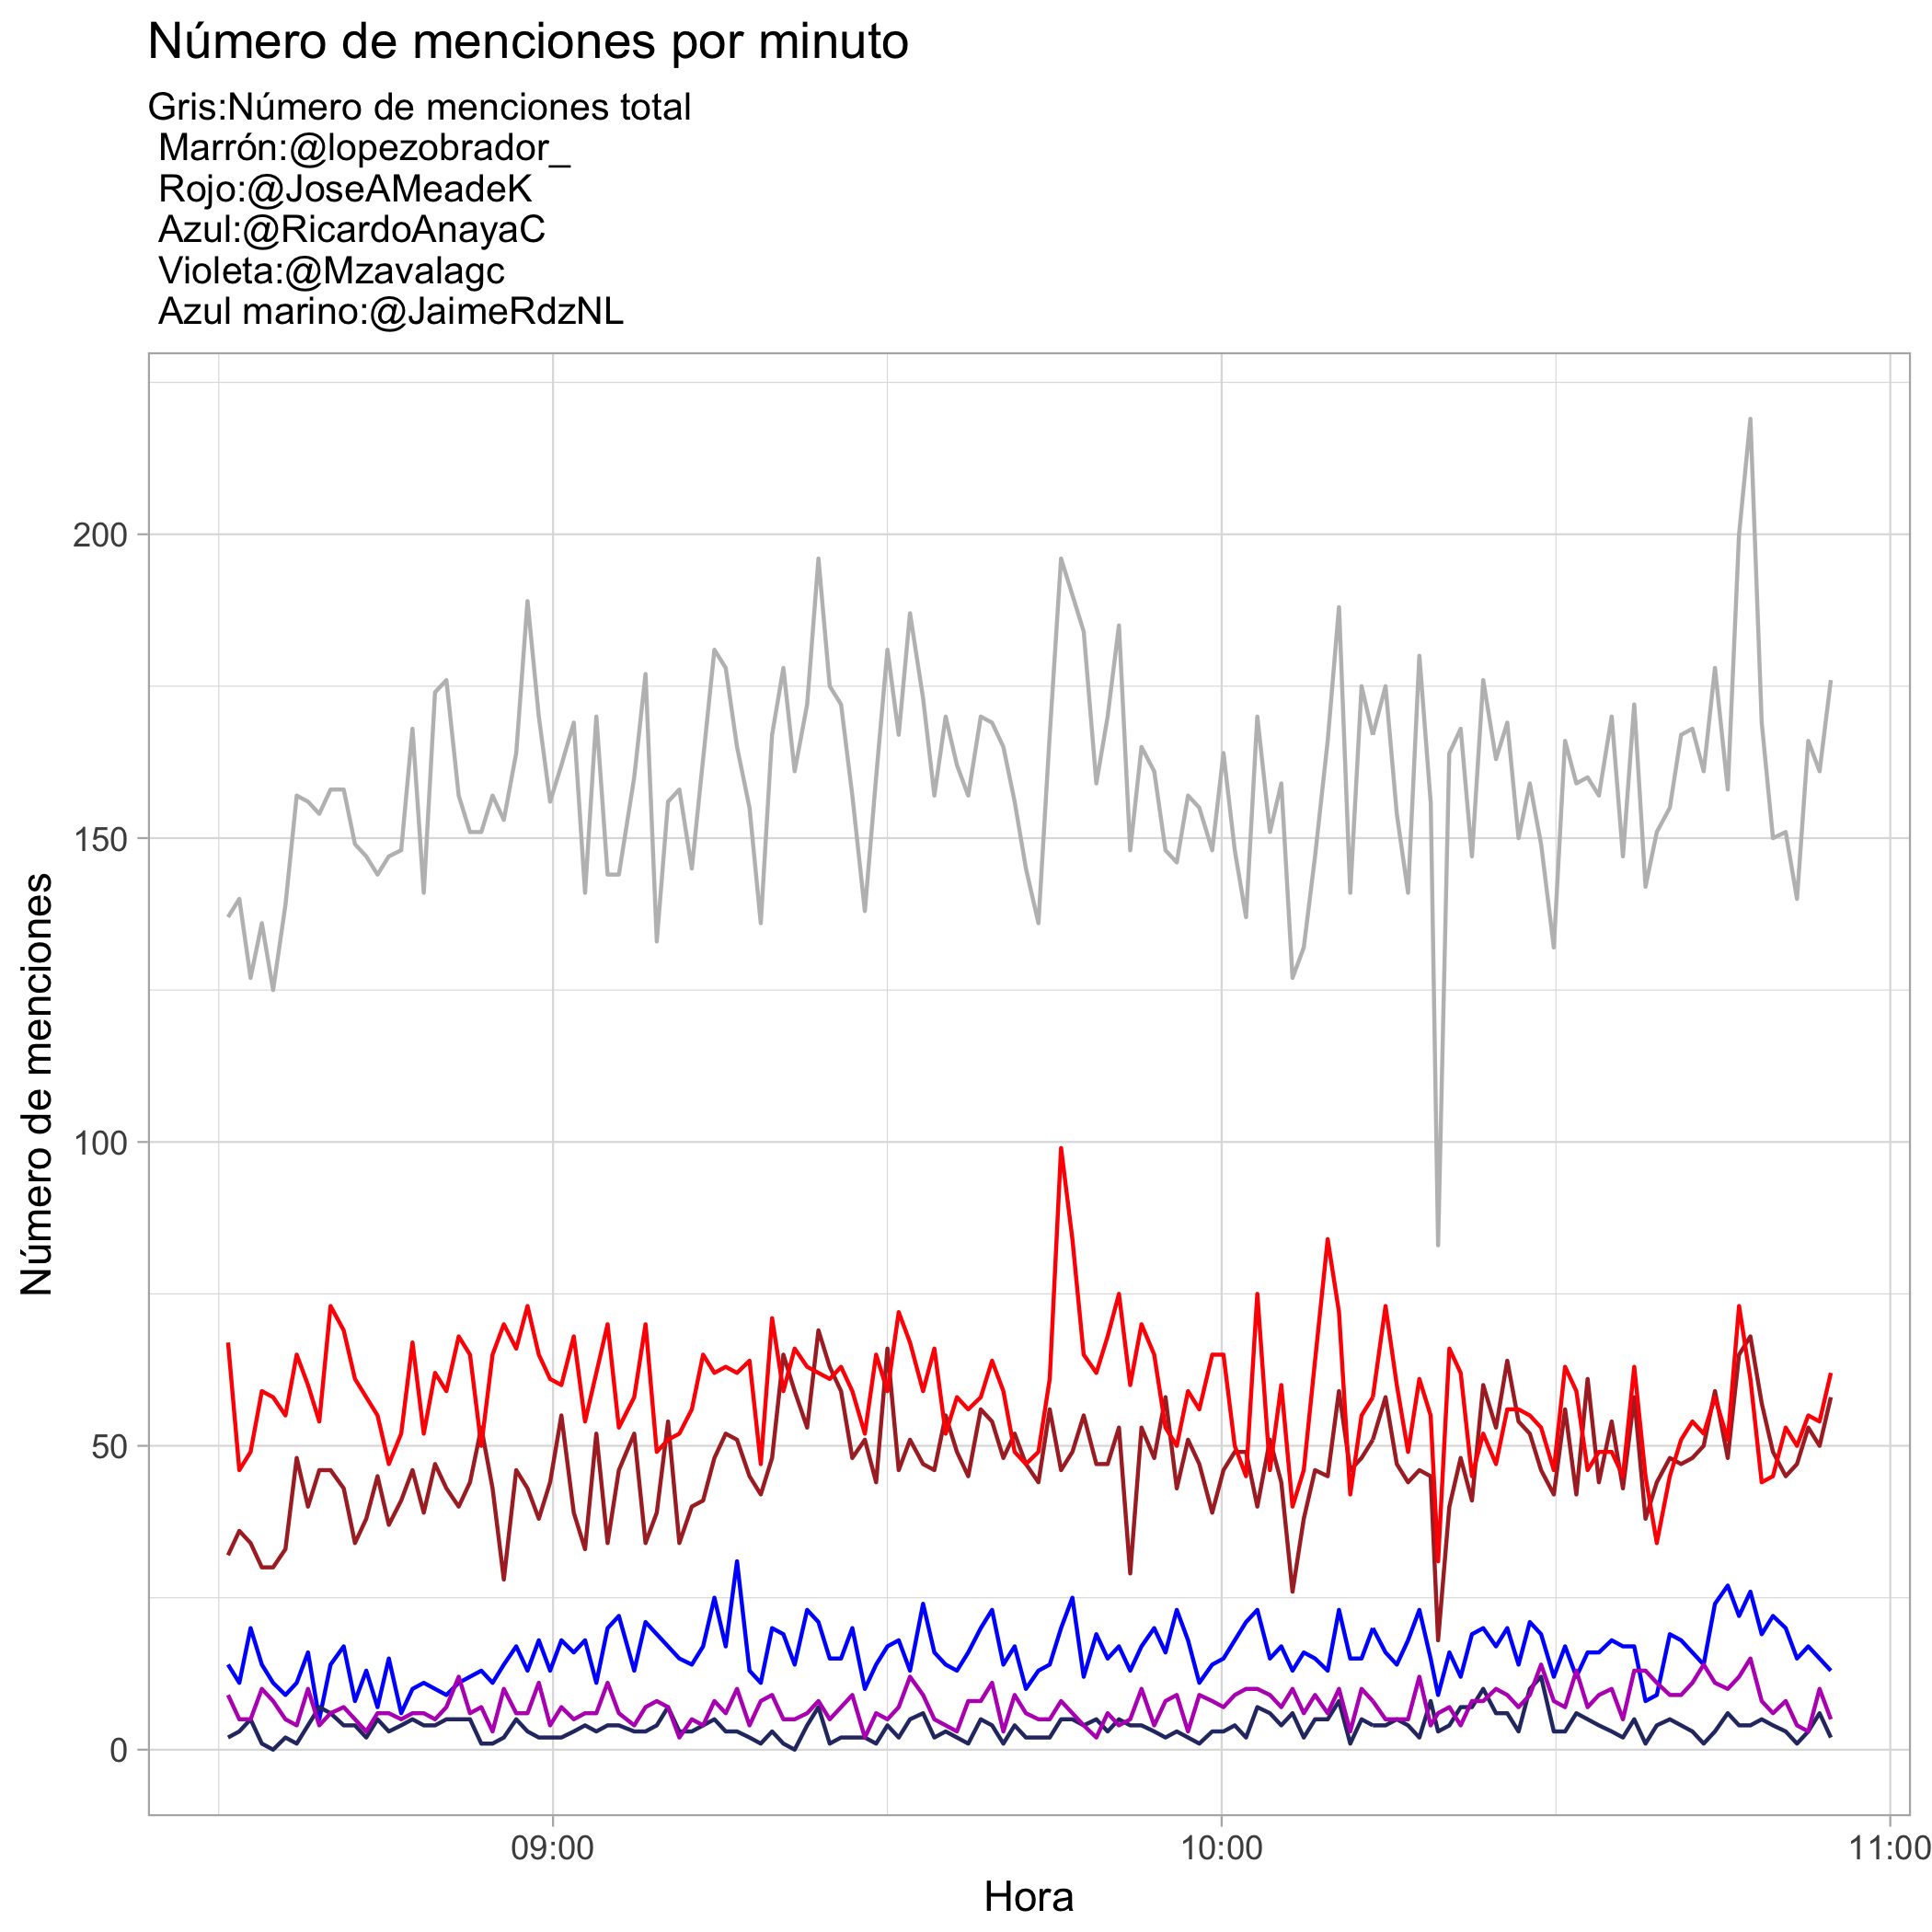 Número de menciones por minuto
Gris:Número de menciones total
Marrón:@lopezobrador_
Rojo:@JoseAMeadeK
Azul:@RicardoAnayaC
Violeta:@Mzavalagc
Azul marino:@JaimeRdzNL
Número de menciones
200
150
100
50
0
09:00 10:00 11:00
Hora